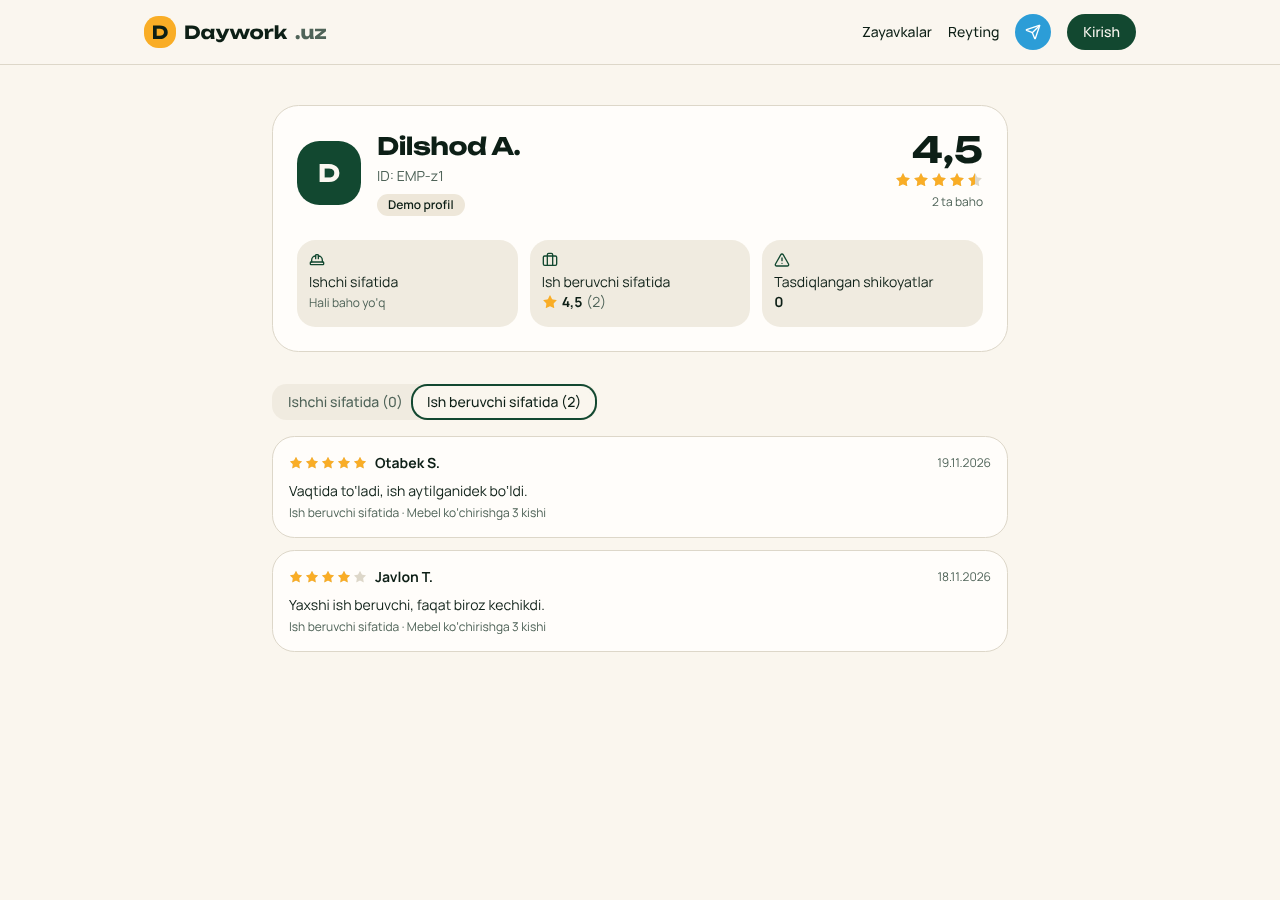 D Daywork .uz
Zayavkalar Reyting Kirish
D
Dilshod A.
ID: EMP-z1
Demo profil
4,5
2 ta baho
Ishchi sifatida
Hali baho yo'q
Ish beruvchi sifatida
4,5 (2)
Tasdiqlangan shikoyatlar
0
Ishchi sifatida (0) Ish beruvchi sifatida (2)
Otabek S. 19.11.2026
Vaqtida to'ladi, ish aytilganidek bo'ldi.
Ish beruvchi sifatida · Mebel ko'chirishga 3 kishi
Javlon T. 18.11.2026
Yaxshi ish beruvchi, faqat biroz kechikdi.
Ish beruvchi sifatida · Mebel ko'chirishga 3 kishi